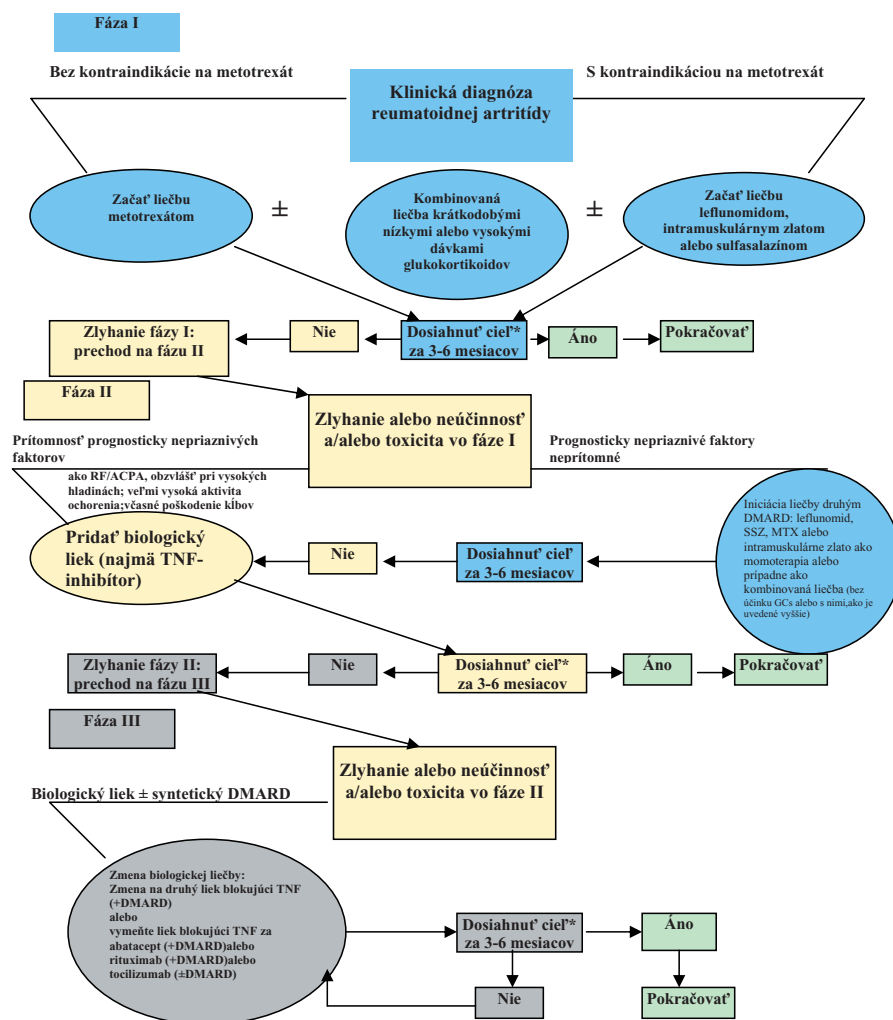 Fáza I
Bez kontraindikácie na metotrexát
S kontraindikáciou na metotrexát
Klinická diagnóza
reumatoidnej artritídy
Začať liečbu
metotrexátom
±
Kombinovaná
liečba krátkodobými
nízkymi alebo vysokými
dávkami
glukokortikoidov
±
Začať liečbu
leflunomidom,
intramuskulárnym zlatom
alebo sulfasalazínom
Zlyhanie fázy I:
prechod na fázu II
Nie
Dosiahnuť cieľ*
za 3-6 mesiacov
Áno
Pokračovať
Fáza II
Zlyhanie alebo neúčinnosť
a/alebo toxicita vo fáze I
Prítomnosť prognosticky nepriaznivých
faktorov
ako RF/ACPA, obzvlášť pri vysokých
hladinách; veľmi vysoká aktivita
ochorenia;včasné poškodenie kĺbov
Prognosticky nepriaznivé faktory
neprítomné
Pridať biologický
liek (najmä TNF-
inhibítor)
Nie
Dosiahnuť cieľ
za 3-6 mesiacov
Iniciácia liečby druhým
DMARD: leflunomid,
SSZ, MTX alebo
intramuskulárne zlato ako
momoterapia alebo
prípadne ako
kombinovaná liečba (bez
účinku GCs alebo s nimi,ako je
uvedené vyššie)
Zlyhanie fázy II:
prechod na fázu III
Nie
Dosiahnuť cieľ*
za 3-6 mesiacov
Áno
Pokračovať
Fáza III
Zlyhanie alebo neúčinnosť
a/alebo toxicita vo fáze II
Biologický liek ± syntetický DMARD
Zmena biologickej liečby:
Zmena na druhý liek blokujúci TNF
(+DMARD)
alebo
vymeňte liek blokujúci TNF za
abatacept (+DMARD)alebo
rituximab (+DMARD)alebo
tocilizumab (±DMARD)
Dosiahnuť cieľ*
za 3-6 mesiacov
Áno
Nie
Pokračovať